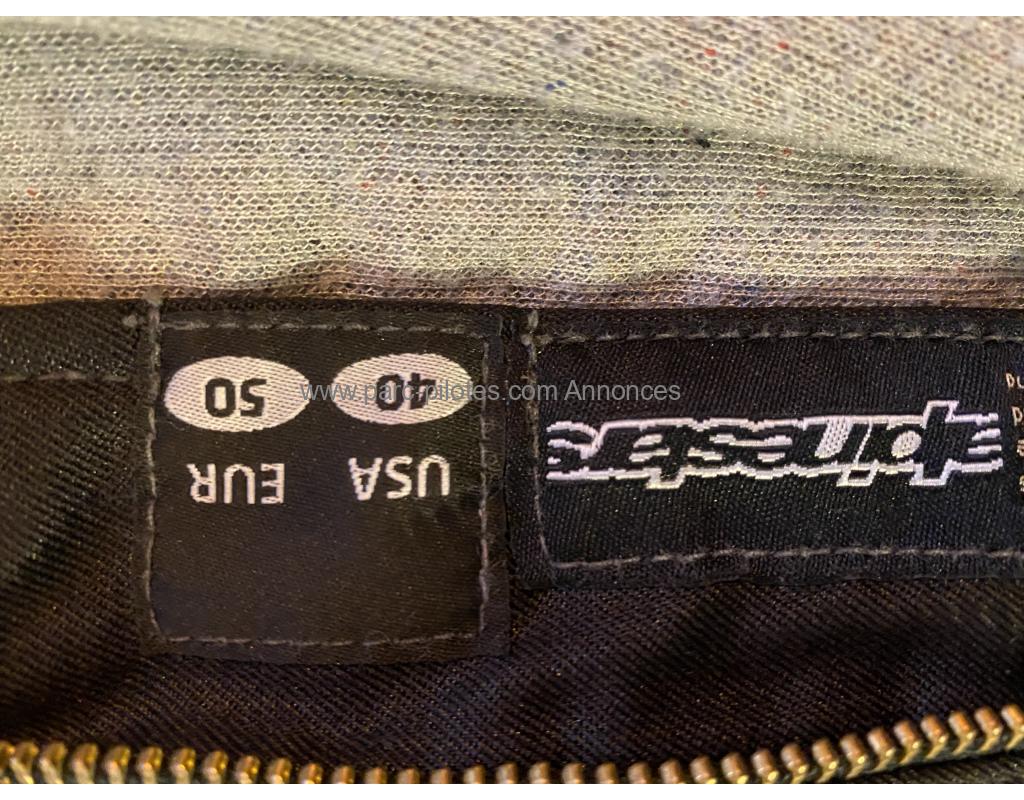 alpinestars
USA EUR
40 50
www.parc-pilotes.com Annonces